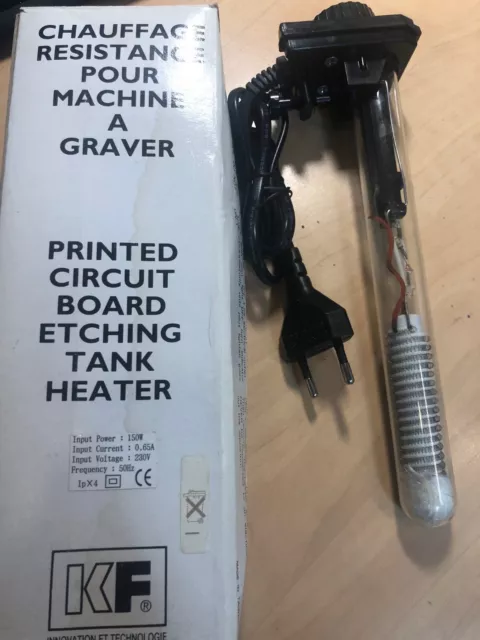 CHAUFFAGE
RESISTANCE
POUR
MACHINE
A
GRAVER
PRINTED
CIRCUIT
BOARD
ETCHING
TANK
HEATER
Input Power : 150W
Input Current : 0.65A
Input Voltage : 230V
Frequency : 50Hz
IpX4 CE
KF®
INNOVATION ET TECHNOLOGIE